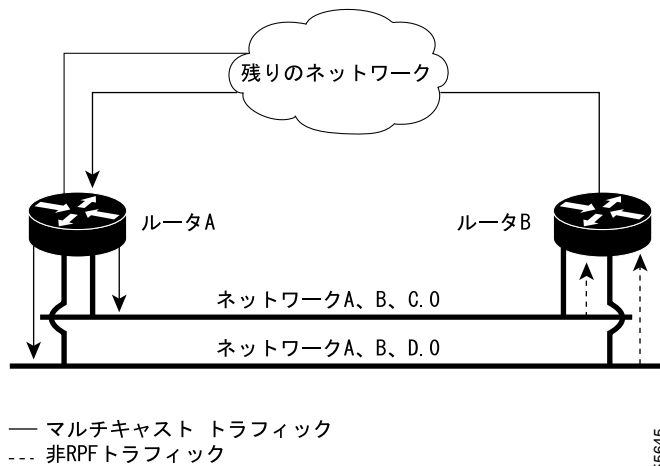 残りのネットワーク
ルータA
ルータB
ネットワークA、B、C.0
ネットワークA、B、D.0
マルチキャスト トラフィック
非RPFトラフィック